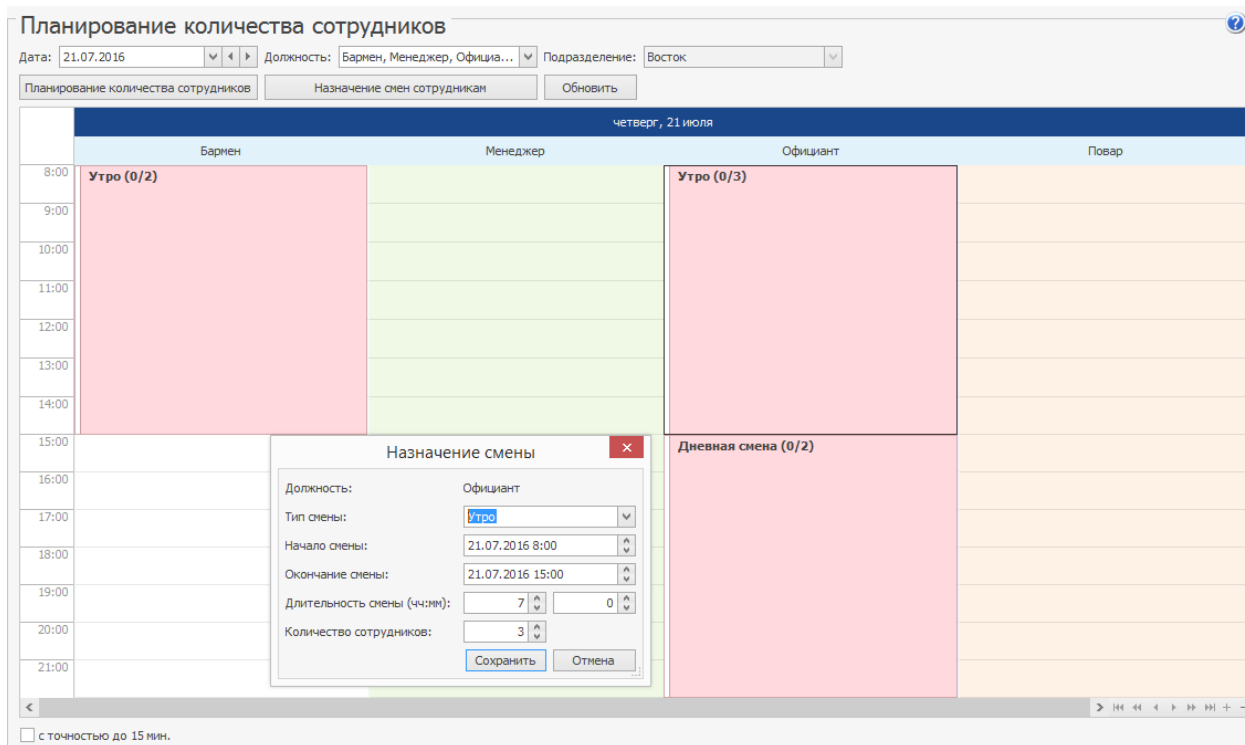 Планирование количества сотрудников
Дата: 21.07.2016 Должность: Бармен, Менеджер, Официа... Подразделение: Восток
Планирование количества сотрудников Назначение смен сотрудникам Обновить
четверг, 21 июля
Бармен Менеджер Официант Повар
8:00 Утро (0/2) Утро (0/3)
9:00
10:00
11:00
12:00
13:00
14:00
15:00 Дневная смена (0/2)
16:00
17:00
18:00
19:00
20:00
21:00
Назначение смены
Должность: Официант
Тип смены: Утро
Начало смены: 21.07.2016 8:00
Окончание смены: 21.07.2016 15:00
Длительность смены (чч:мм): 7 0
Количество сотрудников: 3
Сохранить Отмена
с точностью до 15 мин.